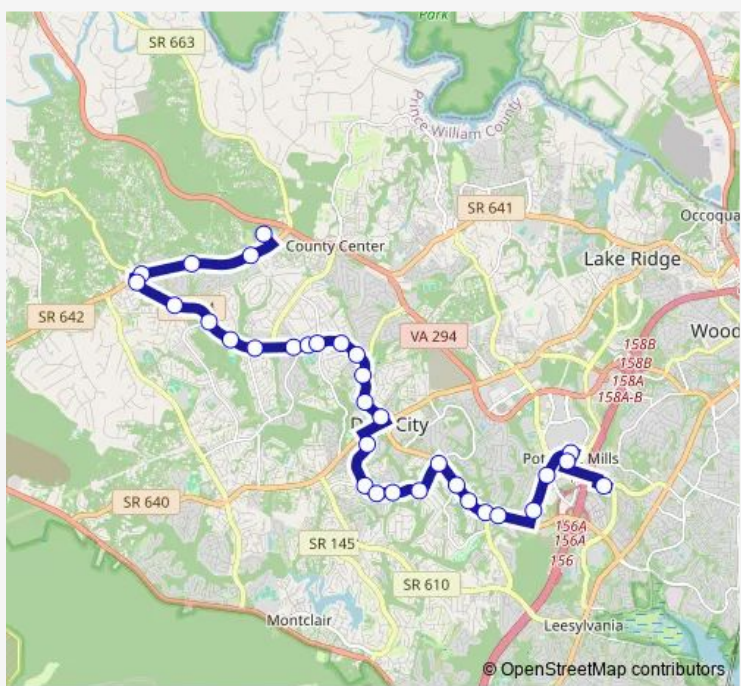 Park
SR 663
Prince William County
SR 641
Occoqua
County Center
Lake Ridge
SR 642
VA 294
158B
Wood
158B
158A
158A-B
City
Mills
SR 640
156A
156A
SR 145
156
SR 610
Montclair
Leesylvania
© OpenStreetMap contributors